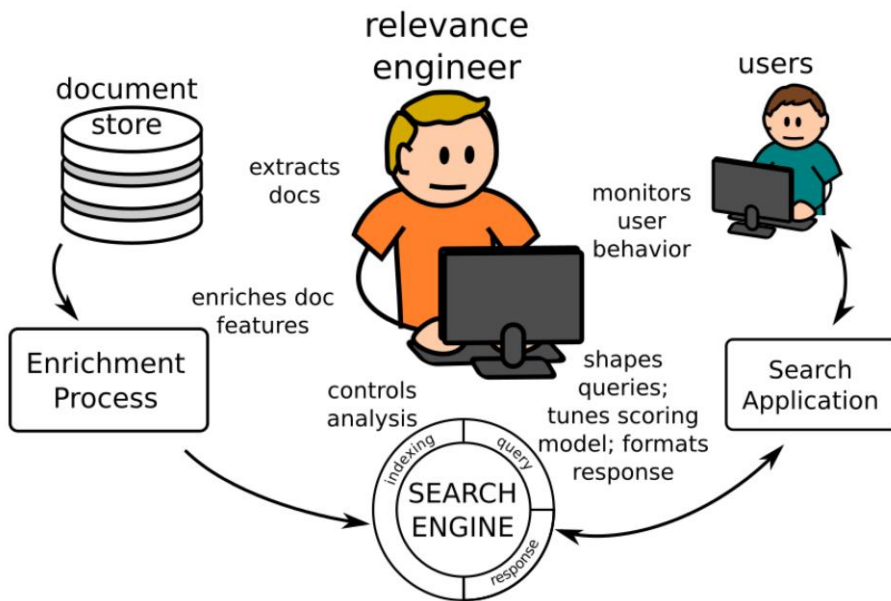 relevance
engineer
users
document
store
extracts
docs
monitors
user
behavior
enriches doc
features
Enrichment
Process
controls
analysis
shapes
queries;
tunes scoring
model; formats
response
Search
Application
indexing
query
SEARCH
ENGINE
response